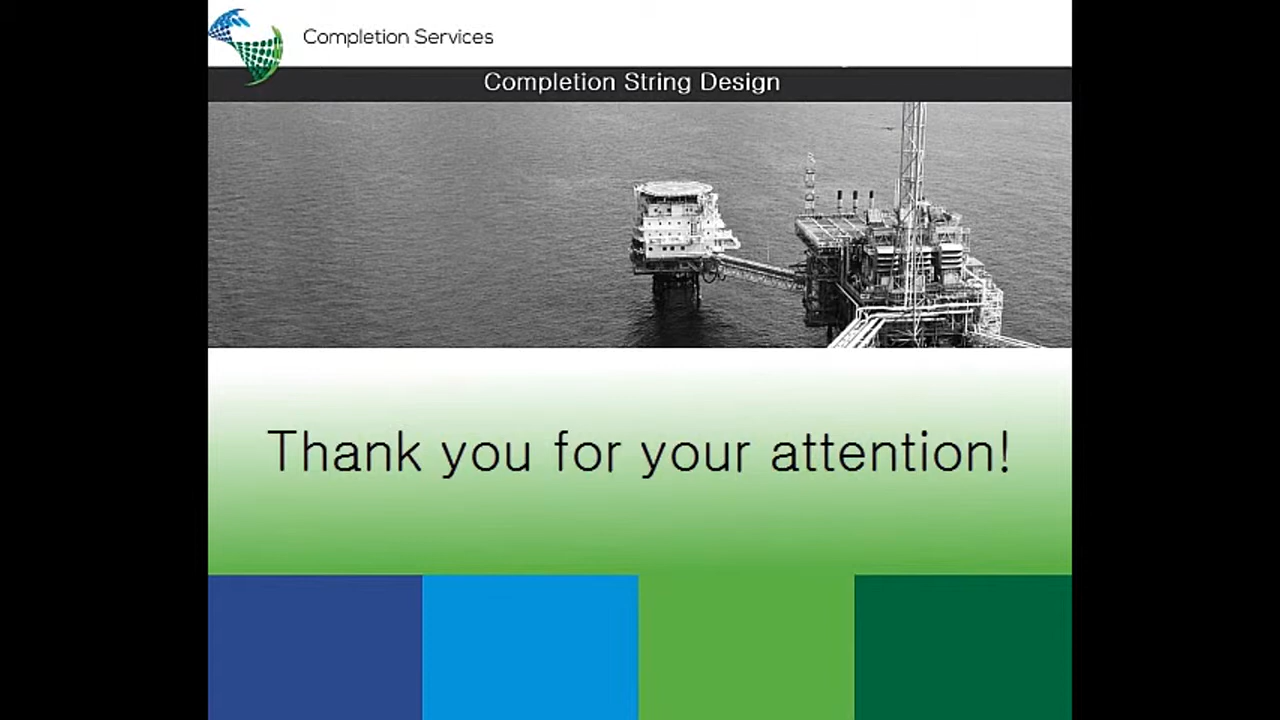 Completion Services
Completion String Design
Thank you for your attention!